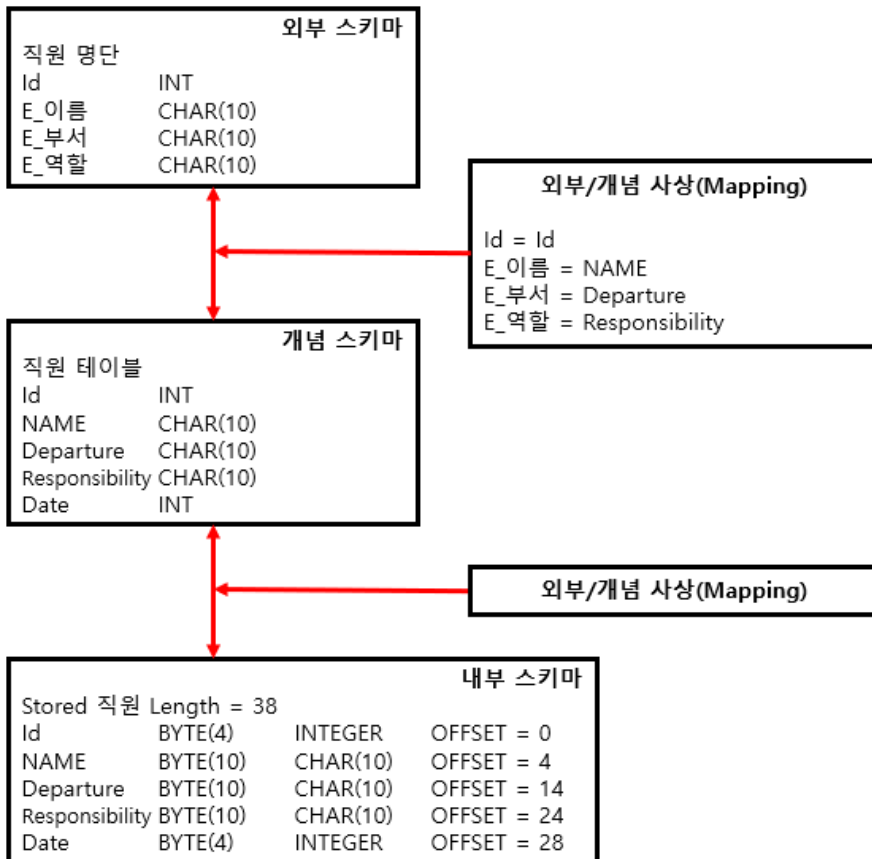 외부 스키마
직원 명단
Id INT
E_이름 CHAR(10)
E_부서 CHAR(10)
E_역할 CHAR(10)
외부/개념 사상(Mapping)
Id = Id
E_이름 = NAME
E_부서 = Departure
E_역할 = Responsibility
개념 스키마
직원 테이블
Id INT
NAME CHAR(10)
Departure CHAR(10)
Responsibility CHAR(10)
Date INT
외부/개념 사상(Mapping)
내부 스키마
Stored 직원 Length = 38
Id BYTE(4) INTEGER OFFSET = 0
NAME BYTE(10) CHAR(10) OFFSET = 4
Departure BYTE(10) CHAR(10) OFFSET = 14
Responsibility BYTE(10) CHAR(10) OFFSET = 24
Date BYTE(4) INTEGER OFFSET = 28